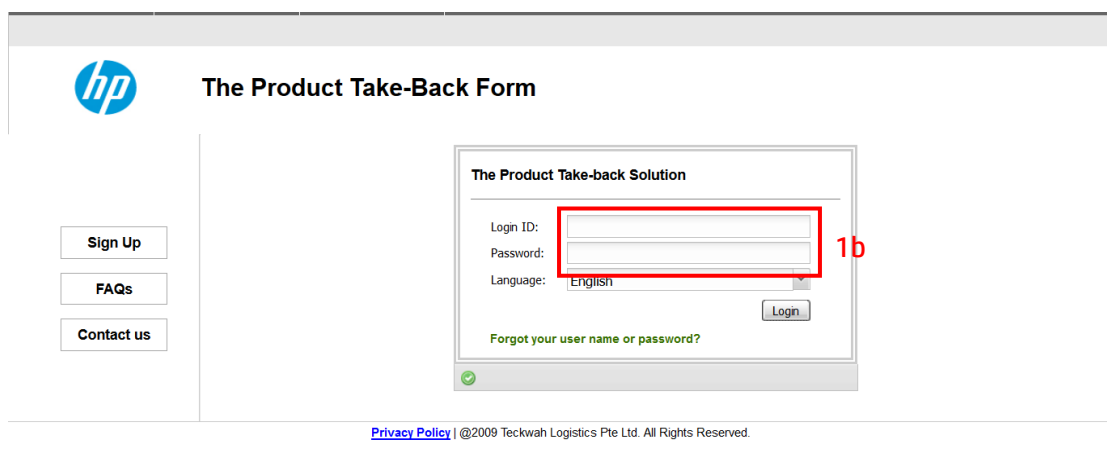 hp
The Product Take-Back Form
The Product Take-back Solution
Login ID:
Password:
1b
Language: English
Login
Forgot your user name or password?
Sign Up
FAQs
Contact us
Privacy Policy | @2009 Teckwah Logistics Pte Ltd. All Rights Reserved.